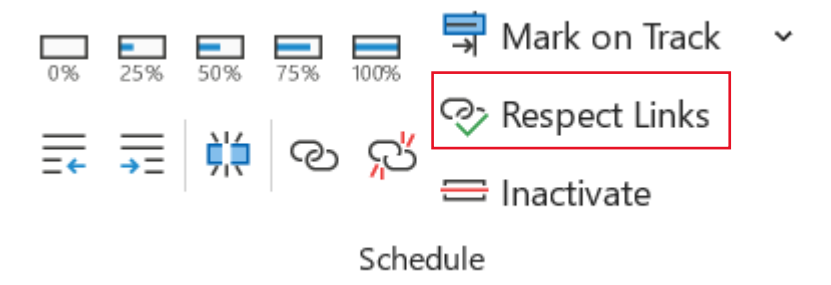 0% 25% 50% 75% 100%
Mark on Track
Respect Links
Inactivate
Schedule